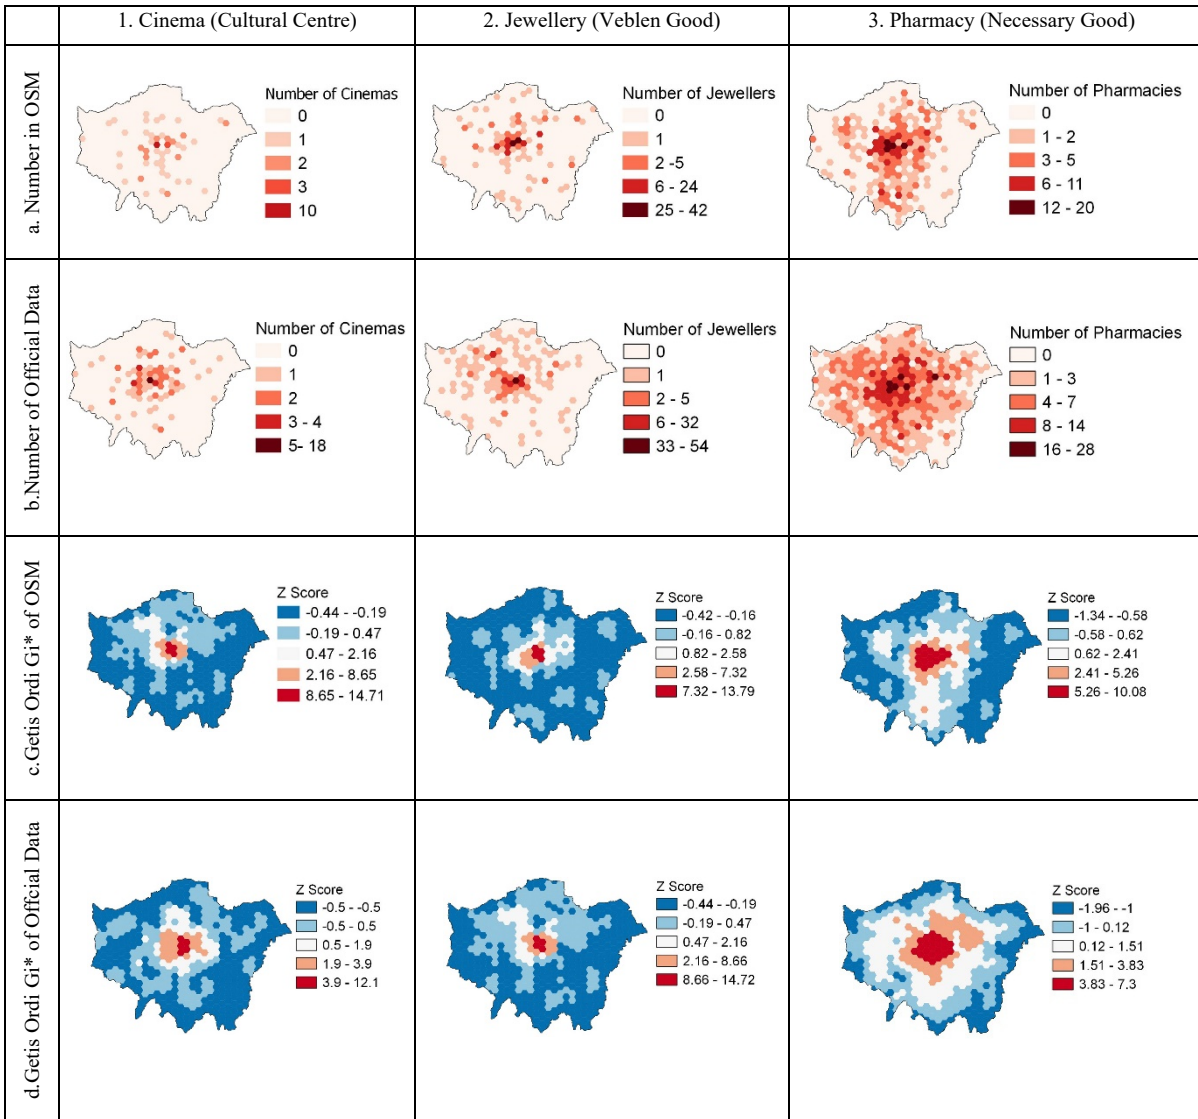 1. Cinema (Cultural Centre)
2. Jewellery (Veblen Good)
3. Pharmacy (Necessary Good)
a. Number in OSM
Number of Cinemas
0
1
2
3
10
Number of Jewellers
0
1
2 -5
6 - 24
25 - 42
Number of Pharmacies
0
1 - 2
3 - 5
6 - 11
12 - 20
b.Number of Official Data
Number of Cinemas
0
1
2
3 - 4
5- 18
Number of Jewellers
0
1
2 - 5
6 - 32
33 - 54
Number of Pharmacies
0
1 - 3
4 - 7
8 - 14
16 - 28
c.Getis Ordi Gi* of OSM
Z Score
-0.44 - -0.19
-0.19 - 0.47
0.47 - 2.16
2.16 - 8.65
8.65 - 14.71
Z Score
-0.42 - -0.16
-0.16 - 0.82
0.82 - 2.58
2.58 - 7.32
7.32 - 13.79
Z Score
-1.34 - -0.58
-0.58 - 0.62
0.62 - 2.41
2.41 - 5.26
5.26 - 10.08
d.Getis Ordi Gi* of Offcial Data
Z Score
-0.5 - -0.5
-0.5 - 0.5
0.5 - 1.9
1.9 - 3.9
3.9 - 12.1
Z Score
-0.44 - -0.19
-0.19 - 0.47
0.47 - 2.16
2.16 - 8.66
8.66 - 14.72
Z Score
-1.96 - -1
-1 - 0.12
0.12 - 1.51
1.51 - 3.83
3.83 - 7.3